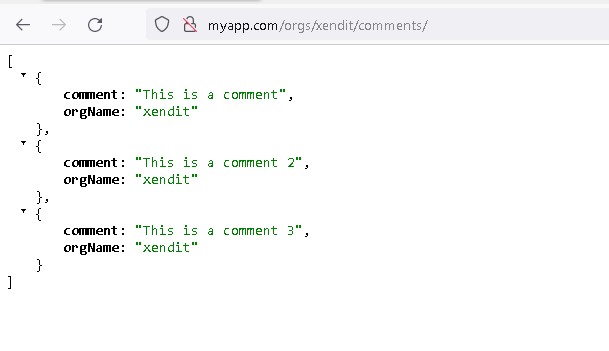 myapp.com/orgs/xendit/comments/
[
{
comment: "This is a comment",
orgName: "xendit"
},
{
comment: "This is a comment 2",
orgName: "xendit"
},
{
comment: "This is a comment 3",
orgName: "xendit"
}
]